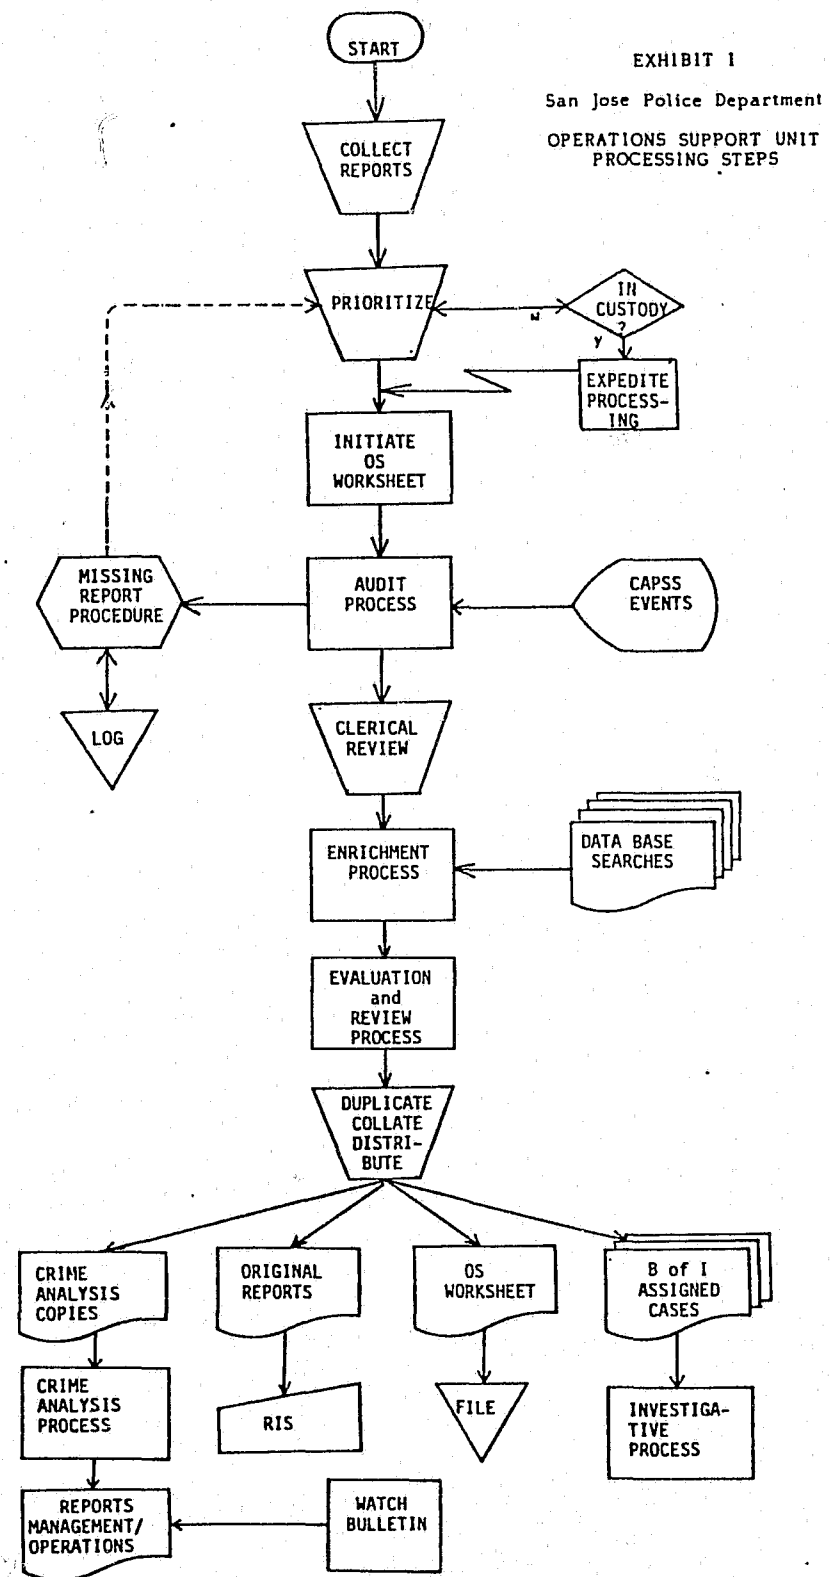 START
EXHIBIT 1
San Jose Police Department
OPERATIONS SUPPORT UNIT
PROCESSING STEPS
COLLECT
REPORTS
PRIORITIZE
IN
CUSTODY
?
N
Y
EXPEDITE
PROCESS-
ING
INITIATE
OS
WORKSHEET
MISSING
REPORT
PROCEDURE
AUDIT
PROCESS
CAPSS
EVENTS
LOG
CLERICAL
REVIEW
ENRICHMENT
PROCESS
DATA BASE
SEARCHES
EVALUATION
and
REVIEW
PROCESS
DUPLICATE
COLLATE
DISTRI-
BUTE
CRIME
ANALYSIS
COPIES
ORIGINAL
REPORTS
OS
WORKSHEET
B of I
ASSIGNED
CASES
CRIME
ANALYSIS
PROCESS
RIS
FILE
INVESTIGA-
TIVE
PROCESS
REPORTS
MANAGEMENT/
OPERATIONS
WATCH
BULLETIN